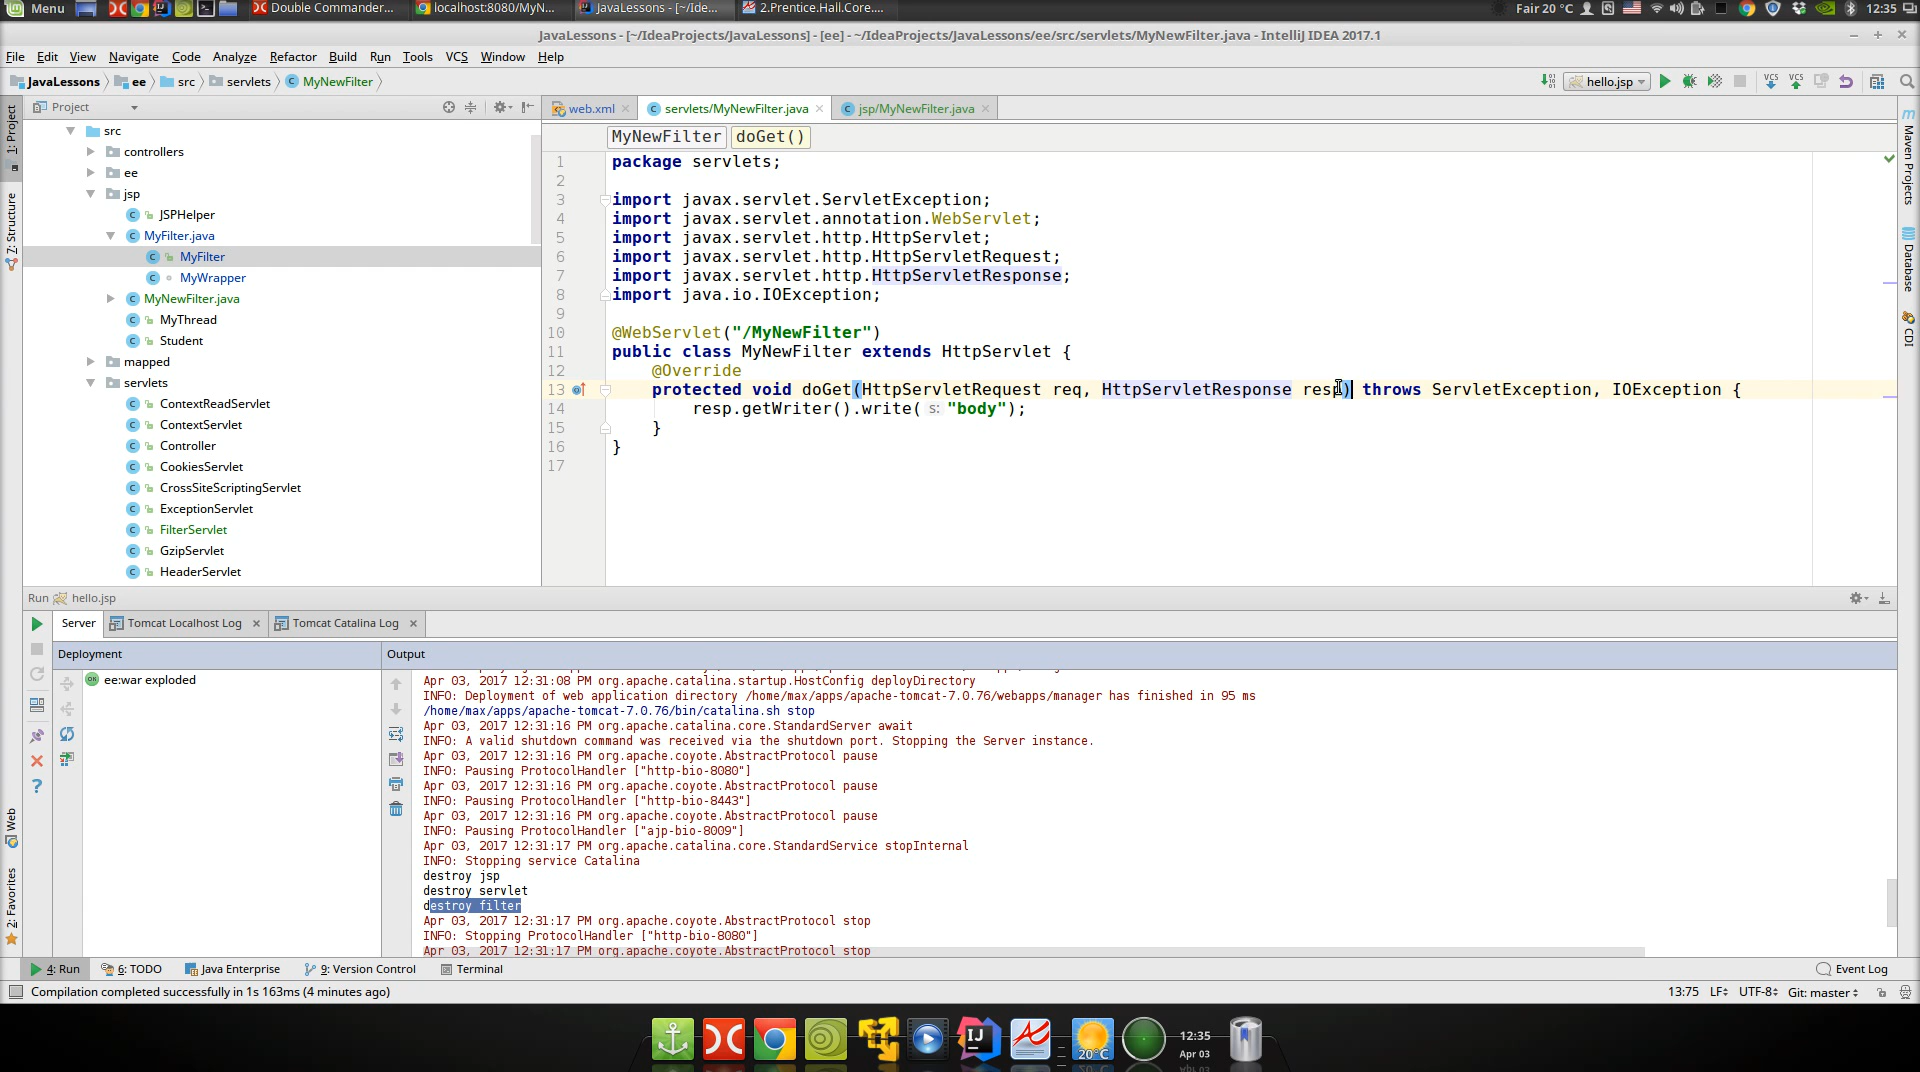 Menu
Double Commander...
localhost:8080/MyN...
JavaLessons - [~/Ide...
2.Prentice.Hall.Core....
Fair 20 °C
12:35
JavaLessons - [~/IdeaProjects/JavaLessons] - [ee] - ~/IdeaProjects/JavaLessons/ee/src/servlets/MyNewFilter.java - IntelliJ IDEA 2017.1
File Edit View Navigate Code Analyze Refactor Build Run Tools VCS Window Help
JavaLessons ee src servlets MyNewFilter
hello.jsp
VCS VCS
Project
web.xml servlets/MyNewFilter.java jsp/MyNewFilter.java
1: Project
Z: Structure
Web
2: Favorites
Maven Projects
Database
CDI
src
controllers
ee
jsp
JSPHelper
MyFilter.java
MyFilter
MyWrapper
MyNewFilter.java
MyThread
Student
mapped
servlets
ContextReadServlet
ContextServlet
Controller
CookiesServlet
CrossSiteScriptingServlet
ExceptionServlet
FilterServlet
GzipServlet
HeaderServlet
MyNewFilter doGet()
1 package servlets;
2
3 import javax.servlet.ServletException;
4 import javax.servlet.annotation.WebServlet;
5 import javax.servlet.http.HttpServlet;
6 import javax.servlet.http.HttpServletRequest;
7 import javax.servlet.http.HttpServletResponse;
8 import java.io.IOException;
9
10 @WebServlet("/MyNewFilter")
11 public class MyNewFilter extends HttpServlet {
12 @Override
13 protected void doGet(HttpServletRequest req, HttpServletResponse resp) throws ServletException, IOException {
14 resp.getWriter().write( s: "body");
15 }
16 }
17
Run hello.jsp
Server Tomcat Localhost Log Tomcat Catalina Log
Deployment
ee:war exploded
Output
Apr 03, 2017 12:31:08 PM org.apache.catalina.startup.HostConfig deployDirectory
INFO: Deployment of web application directory /home/max/apps/apache-tomcat-7.0.76/webapps/manager has finished in 95 ms
/home/max/apps/apache-tomcat-7.0.76/bin/catalina.sh stop
Apr 03, 2017 12:31:16 PM org.apache.catalina.core.StandardServer await
INFO: A valid shutdown command was received via the shutdown port. Stopping the Server instance.
Apr 03, 2017 12:31:16 PM org.apache.coyote.AbstractProtocol pause
INFO: Pausing ProtocolHandler ["http-bio-8080"]
Apr 03, 2017 12:31:16 PM org.apache.coyote.AbstractProtocol pause
INFO: Pausing ProtocolHandler ["http-bio-8443"]
Apr 03, 2017 12:31:16 PM org.apache.coyote.AbstractProtocol pause
INFO: Pausing ProtocolHandler ["ajp-bio-8009"]
Apr 03, 2017 12:31:17 PM org.apache.catalina.core.StandardService stopInternal
INFO: Stopping service Catalina
destroy jsp
destroy servlet
destroy filter
Apr 03, 2017 12:31:17 PM org.apache.coyote.AbstractProtocol stop
INFO: Stopping ProtocolHandler ["http-bio-8080"]
Apr 03, 2017 12:31:17 PM org.apache.coyote.AbstractProtocol stop
4: Run 6: TODO Java Enterprise 9: Version Control Terminal Event Log
Compilation completed successfully in 1s 163ms (4 minutes ago)
13:75 LF UTF-8 Git: master
IJ
20°C
12:35
Apr 03